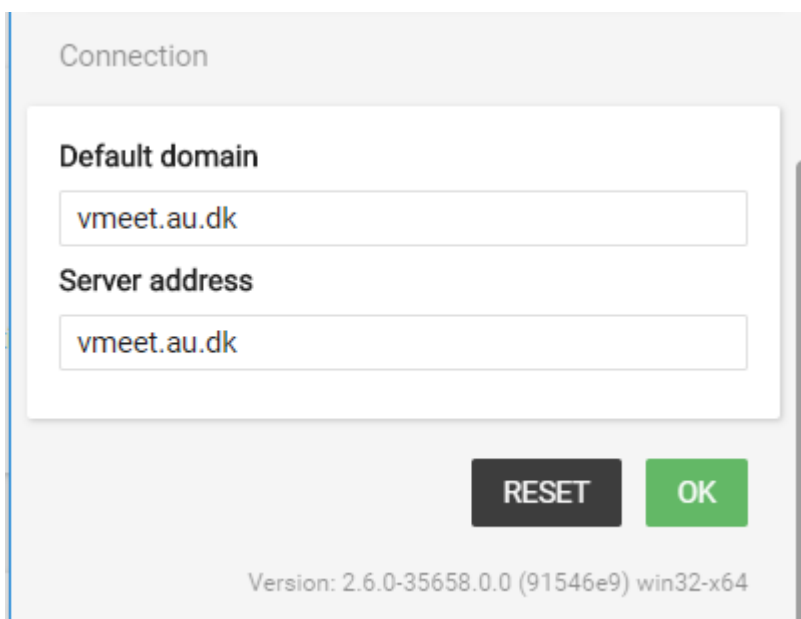 Connection
Default domain
vmeet.au.dk
Server address
vmeet.au.dk
RESET OK
Version: 2.6.0-35658.0.0 (91546e9) win32-x64